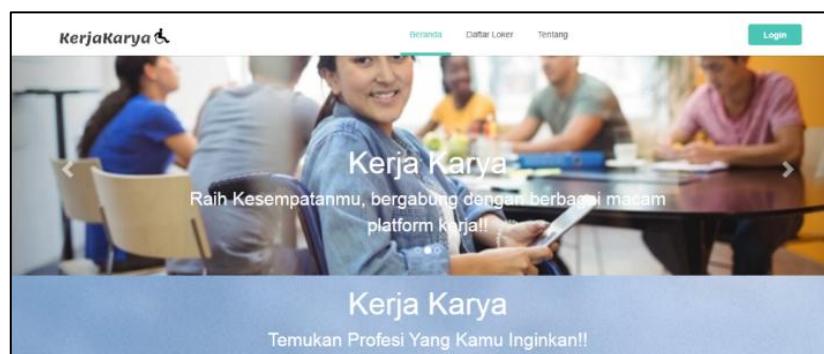 KerjaKarya
Beranda Daftar Loker Tentang Login
Kerja Karya
Raih Kesempatanmu, bergabung dengan berbagai macam
platform kerja!!
Kerja Karya
Temukan Profesi Yang Kamu Inginkan!!